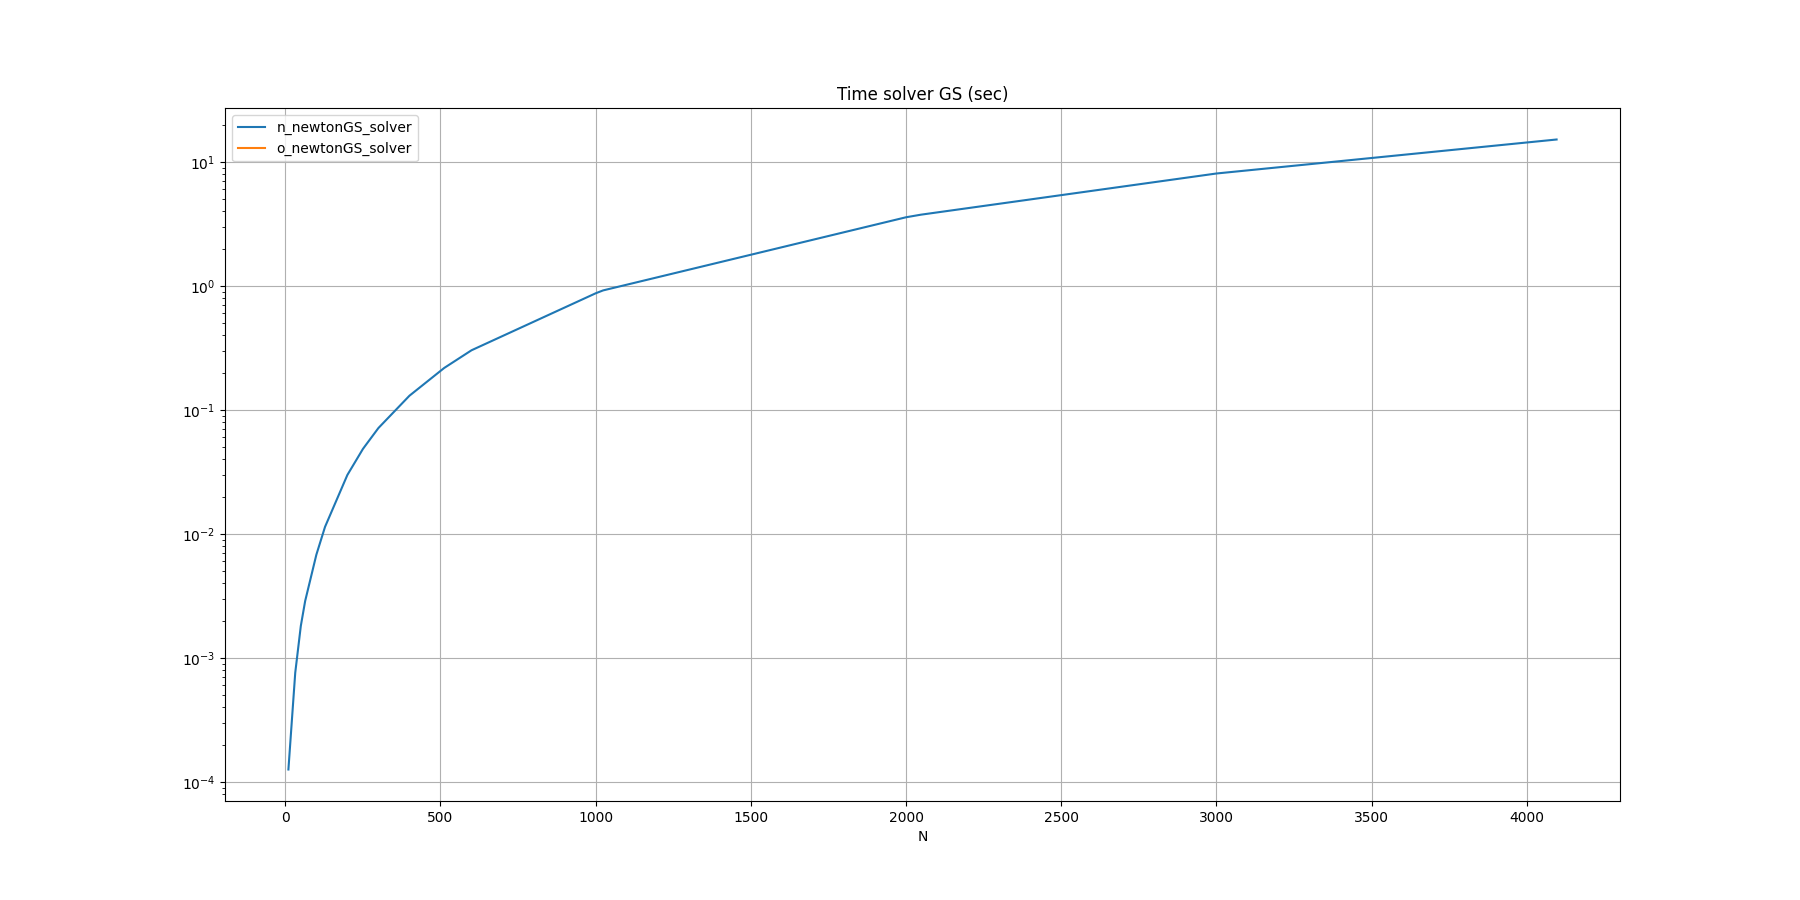 Time solver GS (sec)
n_newtonGS_solver
o_newtonGS_solver
10¹
10⁰
10⁻¹
10⁻²
10⁻³
10⁻⁴
0 500 1000 1500 2000 2500 3000 3500 4000
N